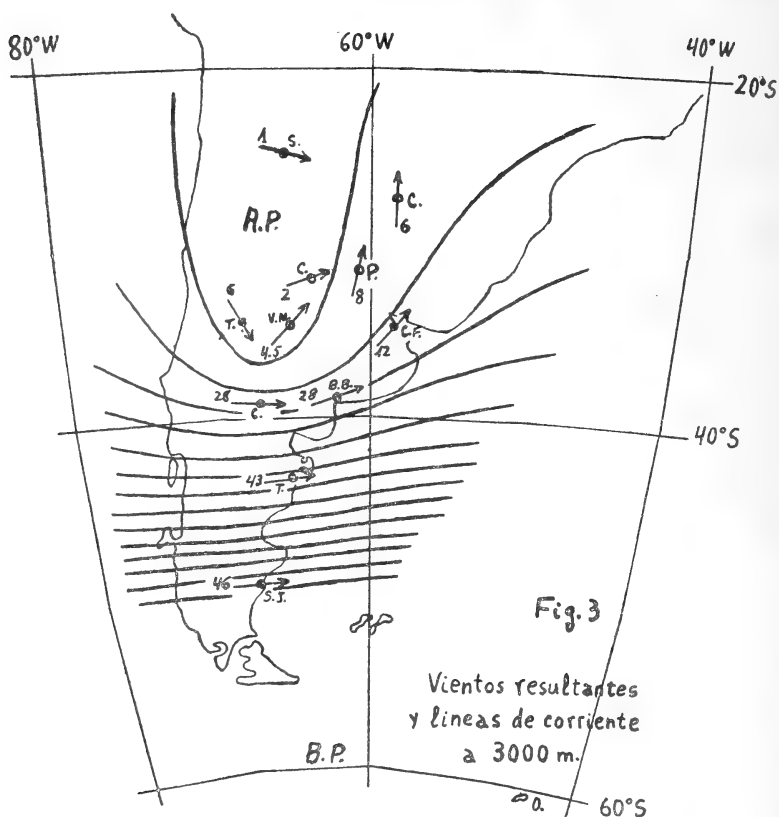 80°W 60°W 40°W
20°S
1 S.
C.
6
A.P.
C.
2
P.
8
6
T.
V.M.
4.5
C.F.
12
28
C.
28
B.B.
40°S
43
T.
46
S.J.
Fig. 3
Vientos resultantes
y lineas de corriente
a 3000 m.
B.P.
O.
60°S